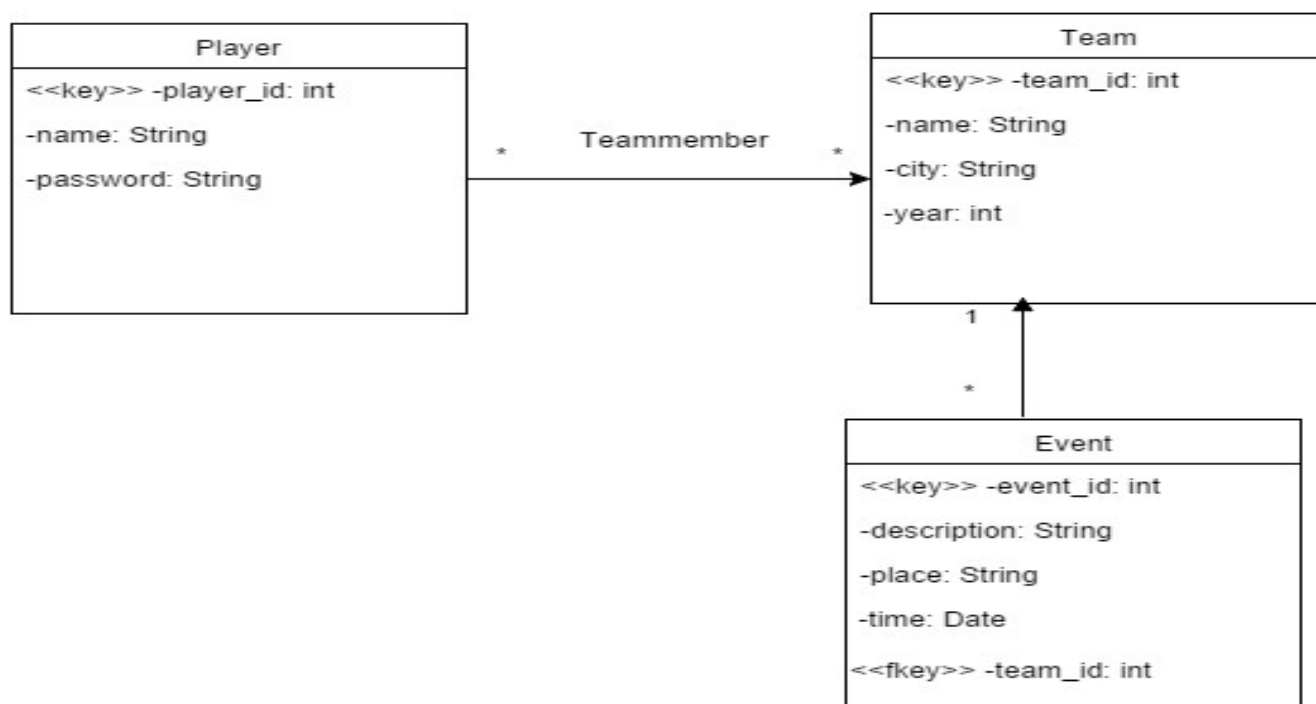 Player
<<key>> -player_id: int
-name: String
-password: String
* Teammember *
Team
<<key>> -team_id: int
-name: String
-city: String
-year: int
1
*
Event
<<key>> -event_id: int
-description: String
-place: String
-time: Date
<<fkey>> -team_id: int